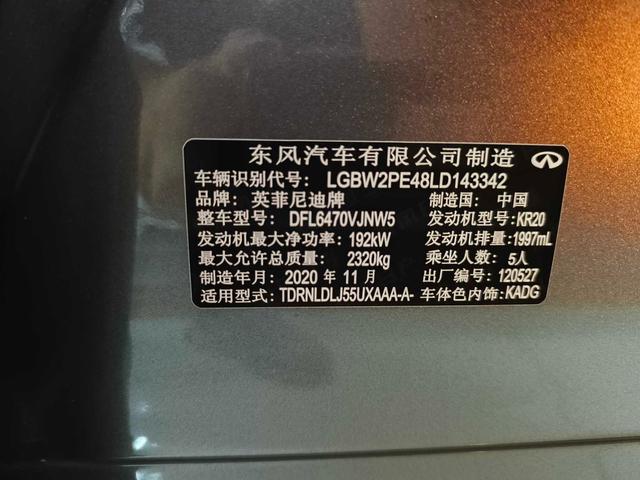 东风汽车有限公司制造
车辆识别代号: LGBW2PE48LD143342
品牌: 英菲尼迪牌 制造国: 中国
整车型号: DFL6470VJNW5 发动机型号: KR20
发动机最大净功率: 192kW 发动机排量: 1997mL
最大允许总质量: 2320kg 乘坐人数: 5人
制造年月: 2020 年 11 月 出厂编号: 120527
适用型式: TDRNLDLJ55UXAAA-A- 车体色内饰: KADG